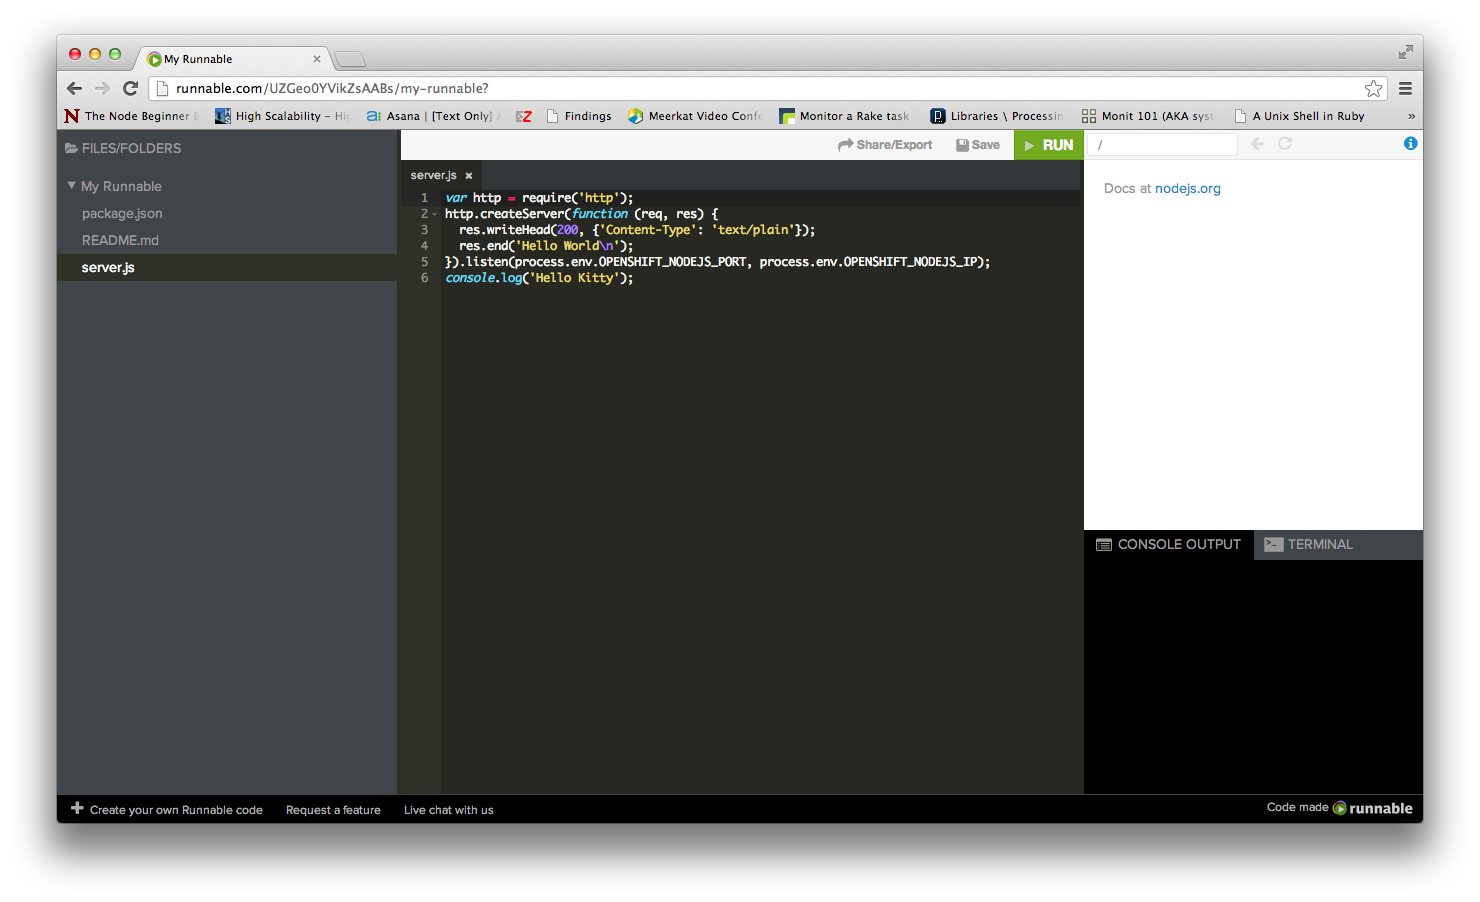 My Runnable
runnable.com/UZGeo0YVikZsAABs/my-runnable?
The Node Beginner
High Scalability – Hig
Asana | [Text Only]
Findings
Meerkat Video Confe
Monitor a Rake task
Libraries \ Processin
Monit 101 (AKA syst
A Unix Shell in Ruby
»
FILES/FOLDERS
My Runnable
package.json
README.md
server.js
Share/Export
Save
RUN
/
server.js
1 var http = require('http');
2 http.createServer(function (req, res) {
3 res.writeHead(200, {'Content-Type': 'text/plain'});
4 res.end('Hello World\n');
5 }).listen(process.env.OPENSHIFT_NODEJS_PORT, process.env.OPENSHIFT_NODEJS_IP);
6 console.log('Hello Kitty');
Docs at nodejs.org
CONSOLE OUTPUT
TERMINAL
Create your own Runnable code
Request a feature
Live chat with us
Code made runnable